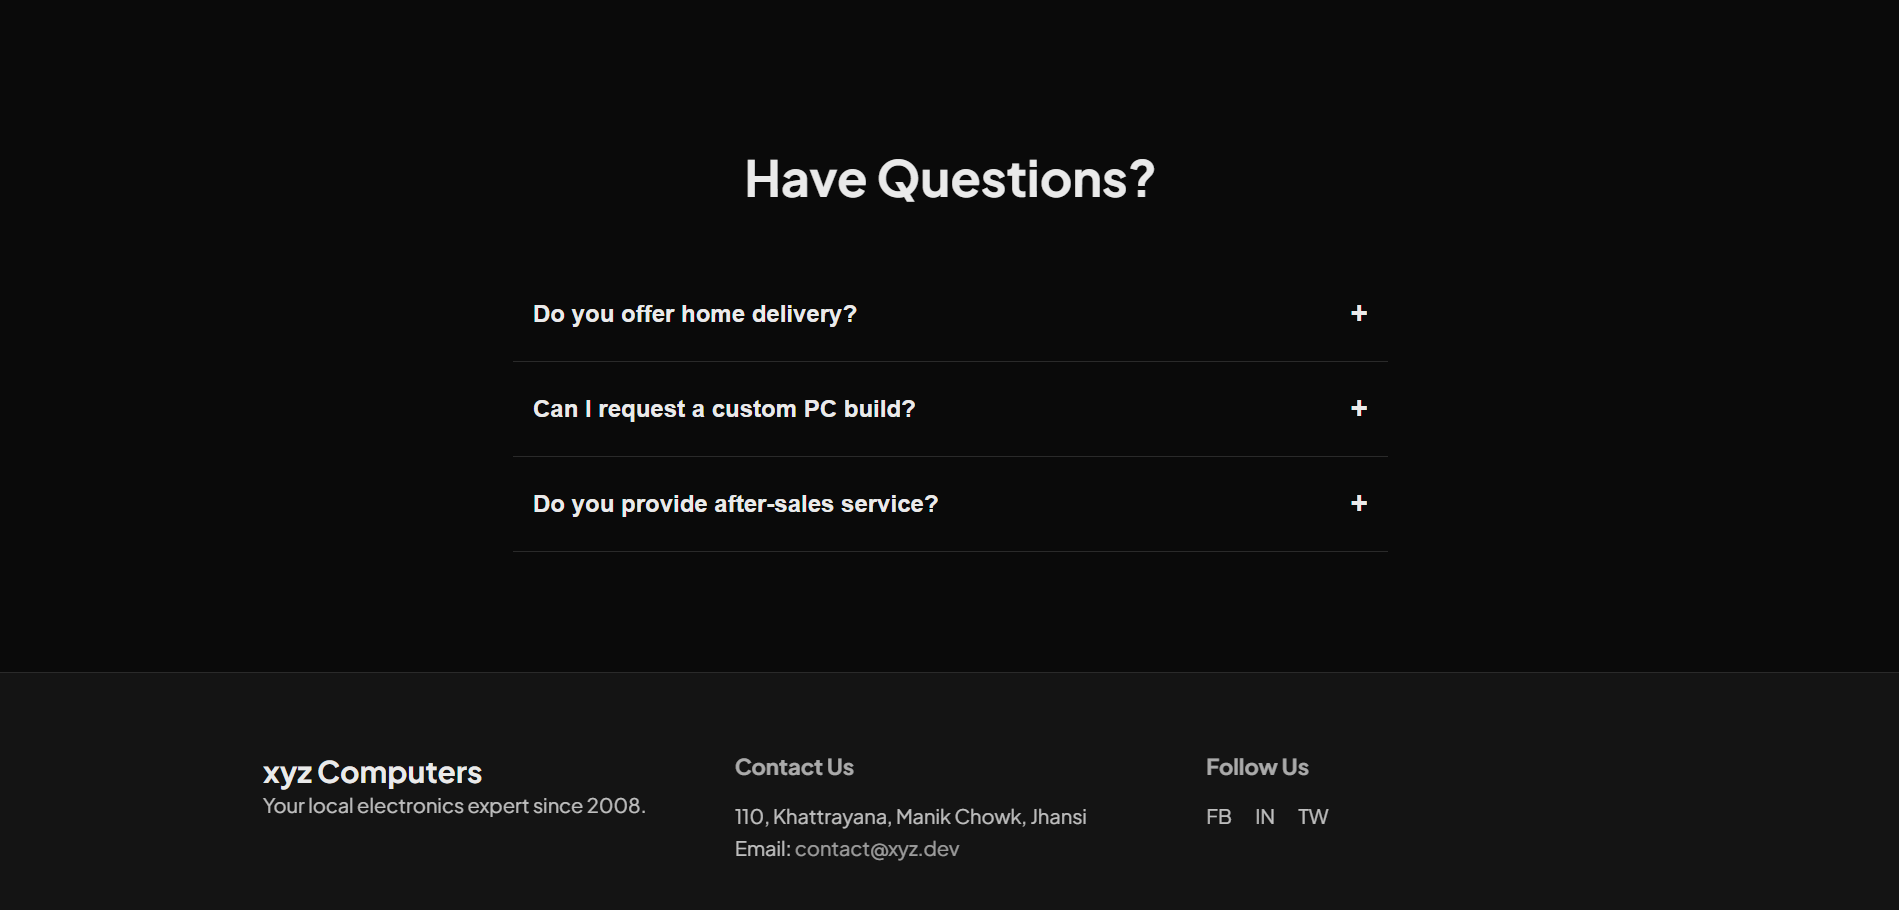 Have Questions?
Do you offer home delivery? +
Can I request a custom PC build? +
Do you provide after-sales service? +
xyz Computers
Your local electronics expert since 2008.
Contact Us
110, Khattrayana, Manik Chowk, Jhansi
Email: contact@xyz.dev
Follow Us
FB IN TW